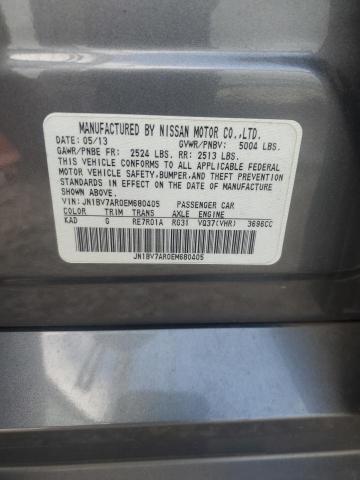 MANUFACTURED BY NISSAN MOTOR CO.,LTD.
DATE: 05/13 GVWR/PNBV: 5004 LBS.
GAWR/PNBE FR: 2524 LBS. RR: 2513 LBS.
THIS VEHICLE CONFORMS TO ALL APPLICABLE FEDERAL
MOTOR VEHICLE SAFETY,BUMPER, AND THEFT PREVENTION
STANDARDS IN EFFECT ON THE DATE OF MANUFACTURE
SHOWN ABOVE.
VIN: JN1BV7AR0EM680405 PASSENGER CAR
COLOR TRIM TRANS AXLE ENGINE
KAD G RE7R01A RG31 VQ37(VHR) 3696CC
JN1BV7AR0EM680405